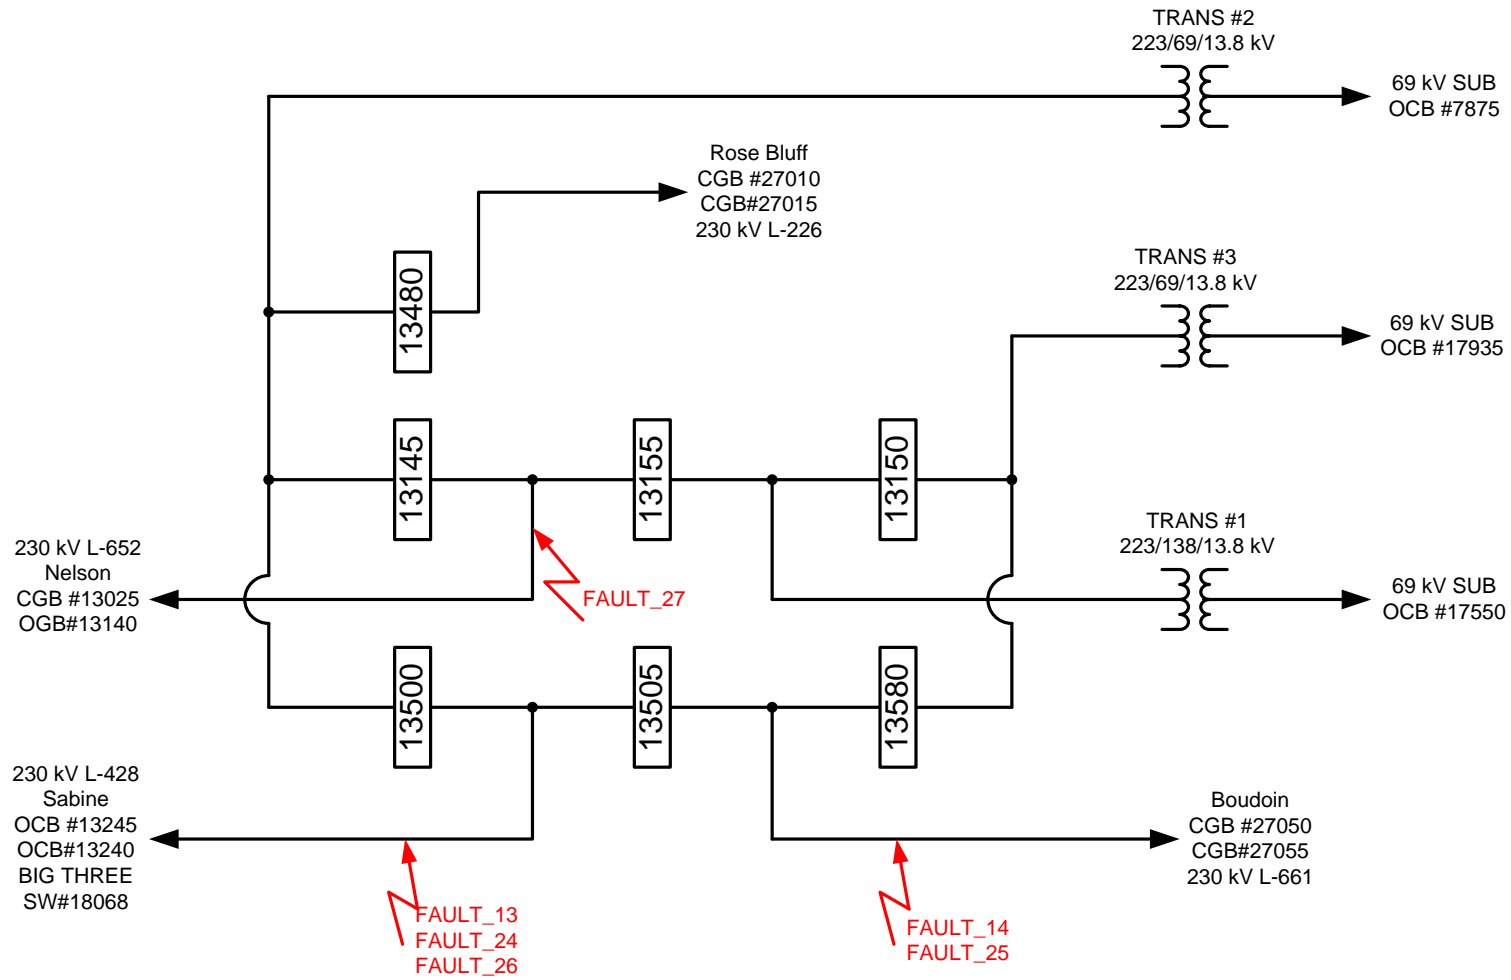 TRANS #2
223/69/13.8 kV
69 kV SUB
OCB #7875
Rose Bluff
CGB #27010
CGB#27015
230 kV L-226
13480
TRANS #3
223/69/13.8 kV
69 kV SUB
OCB #17935
13145
13155
13150
230 kV L-652
Nelson
CGB #13025
OGB#13140
FAULT_27
TRANS #1
223/138/13.8 kV
69 kV SUB
OCB #17550
13500
13505
13580
230 kV L-428
Sabine
OCB #13245
OCB#13240
BIG THREE
SW#18068
FAULT_13
FAULT_24
FAULT_26
FAULT_14
FAULT_25
Boudoin
CGB #27050
CGB#27055
230 kV L-661